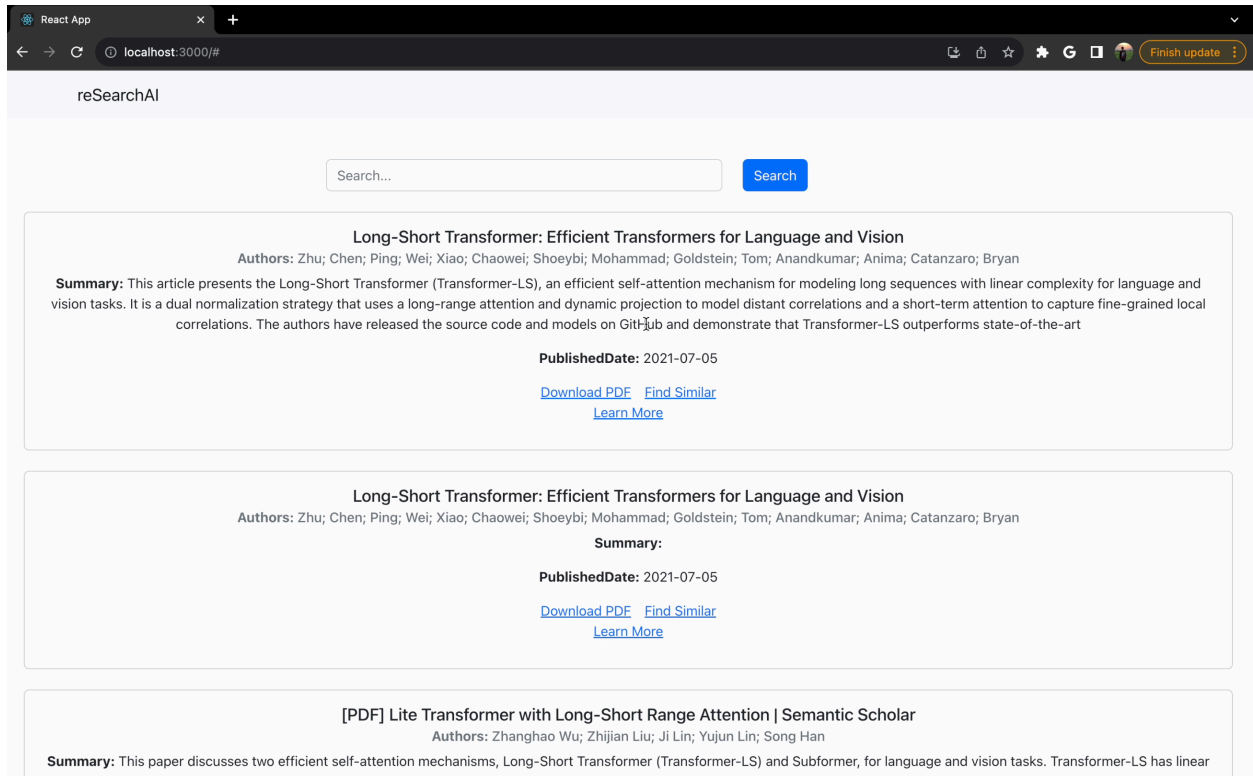 React App
localhost:3000/#
Finish update
reSearchAI
Search...
Search
Long-Short Transformer: Efficient Transformers for Language and Vision
Authors: Zhu; Chen; Ping; Wei; Xiao; Chaowei; Shoeybi; Mohammad; Goldstein; Tom; Anandkumar; Anima; Catanzaro; Bryan
Summary: This article presents the Long-Short Transformer (Transformer-LS), an efficient self-attention mechanism for modeling long sequences with linear complexity for language and
vision tasks. It is a dual normalization strategy that uses a long-range attention and dynamic projection to model distant correlations and a short-term attention to capture fine-grained local
correlations. The authors have released the source code and models on GitHub and demonstrate that Transformer-LS outperforms state-of-the-art
PublishedDate: 2021-07-05
Download PDF Find Similar
Learn More
Long-Short Transformer: Efficient Transformers for Language and Vision
Authors: Zhu; Chen; Ping; Wei; Xiao; Chaowei; Shoeybi; Mohammad; Goldstein; Tom; Anandkumar; Anima; Catanzaro; Bryan
Summary:
PublishedDate: 2021-07-05
Download PDF Find Similar
Learn More
[PDF] Lite Transformer with Long-Short Range Attention | Semantic Scholar
Authors: Zhanghao Wu; Zhijian Liu; Ji Lin; Yujun Lin; Song Han
Summary: This paper discusses two efficient self-attention mechanisms, Long-Short Transformer (Transformer-LS) and Subformer, for language and vision tasks. Transformer-LS has linear